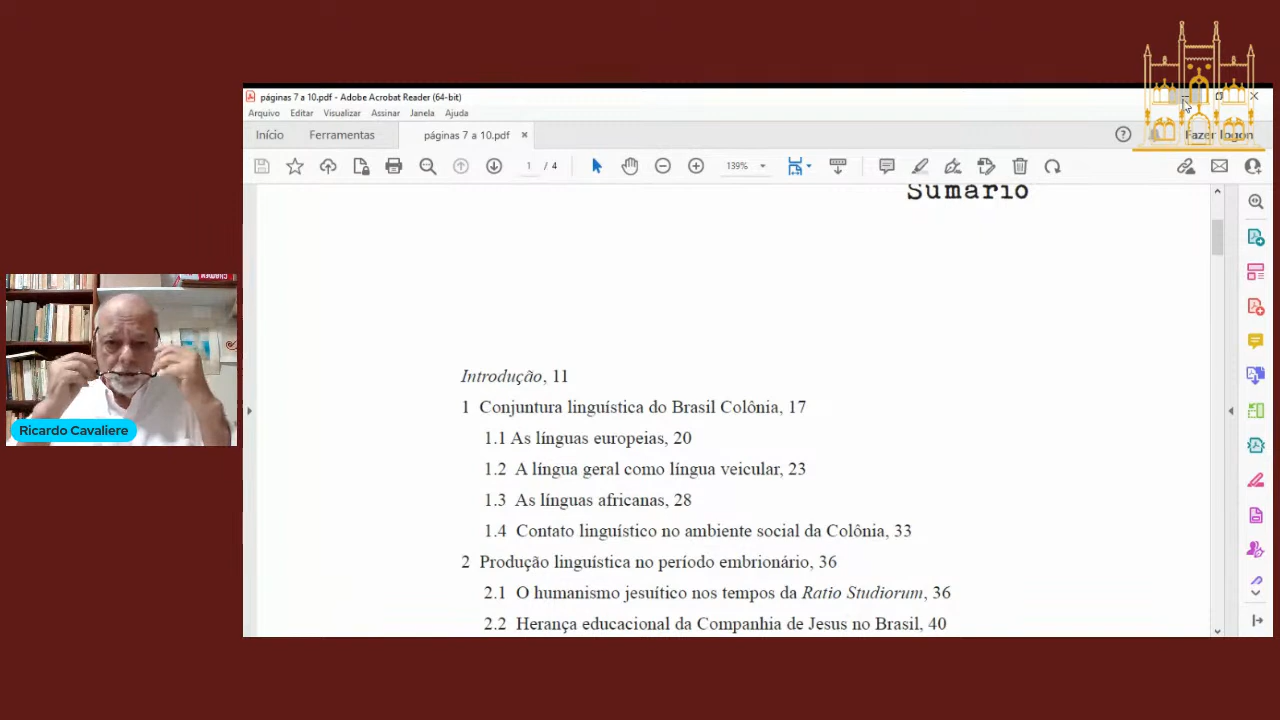 páginas 7 a 10.pdf - Adobe Acrobat Reader (64-bit)
Arquivo Editar Visualizar Assinar Janela Ajuda
Início Ferramentas páginas 7 a 10.pdf Fazer logon
1 / 4 139%
Sumário
Introdução, 11
1 Conjuntura linguística do Brasil Colônia, 17
1.1 As línguas europeias, 20
1.2 A língua geral como língua veicular, 23
1.3 As línguas africanas, 28
1.4 Contato linguístico no ambiente social da Colônia, 33
2 Produção linguística no período embrionário, 36
2.1 O humanismo jesuítico nos tempos da Ratio Studiorum, 36
2.2 Herança educacional da Companhia de Jesus no Brasil, 40
Ricardo Cavaliere